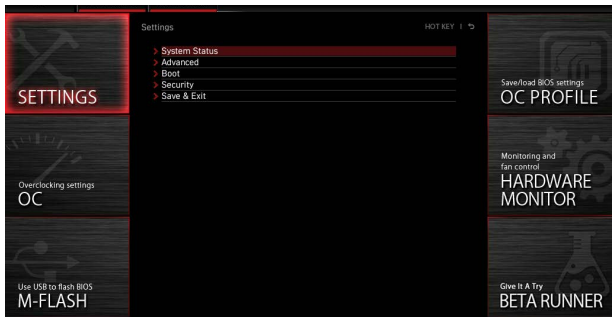 SETTINGS
Overclocking settings
OC
Use USB to flash BIOS
M-FLASH
Settings
HOT KEY |
> System Status
> Advanced
> Boot
> Security
> Save & Exit
Save/load BIOS settings
OC PROFILE
Monitoring and
fan control
HARDWARE
MONITOR
Give It A Try
BETA RUNNER